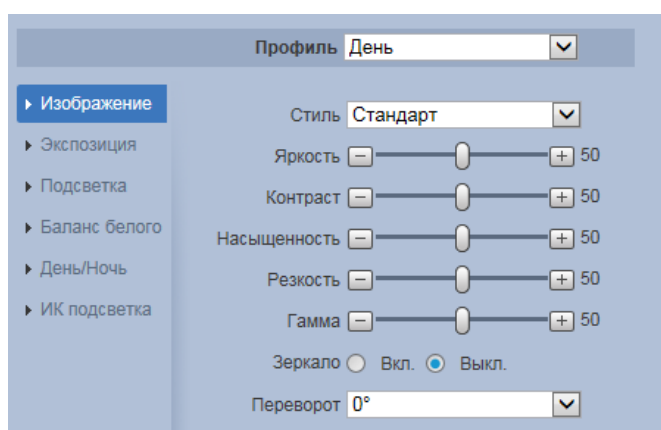 Профиль День
Изображение
Экспозиция
Подсветка
Баланс белого
День/Ночь
ИК подсветка
Стиль Стандарт
Яркость 50
Контраст 50
Насыщенность 50
Резкость 50
Гамма 50
Зеркало Вкл. Выкл.
Переворот 0°